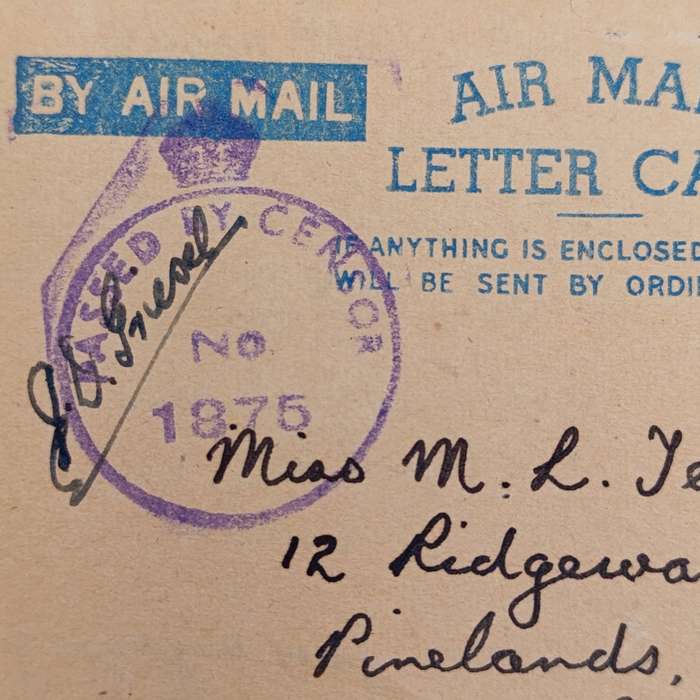 BY AIR MAIL
AIR MA
LETTER CA
IF ANYTHING IS ENCLOSED
WILL BE SENT BY ORDI
PASSED BY CENSOR
No
1875
Miss M. L. Te
12 Ridgewa
Pinelands,